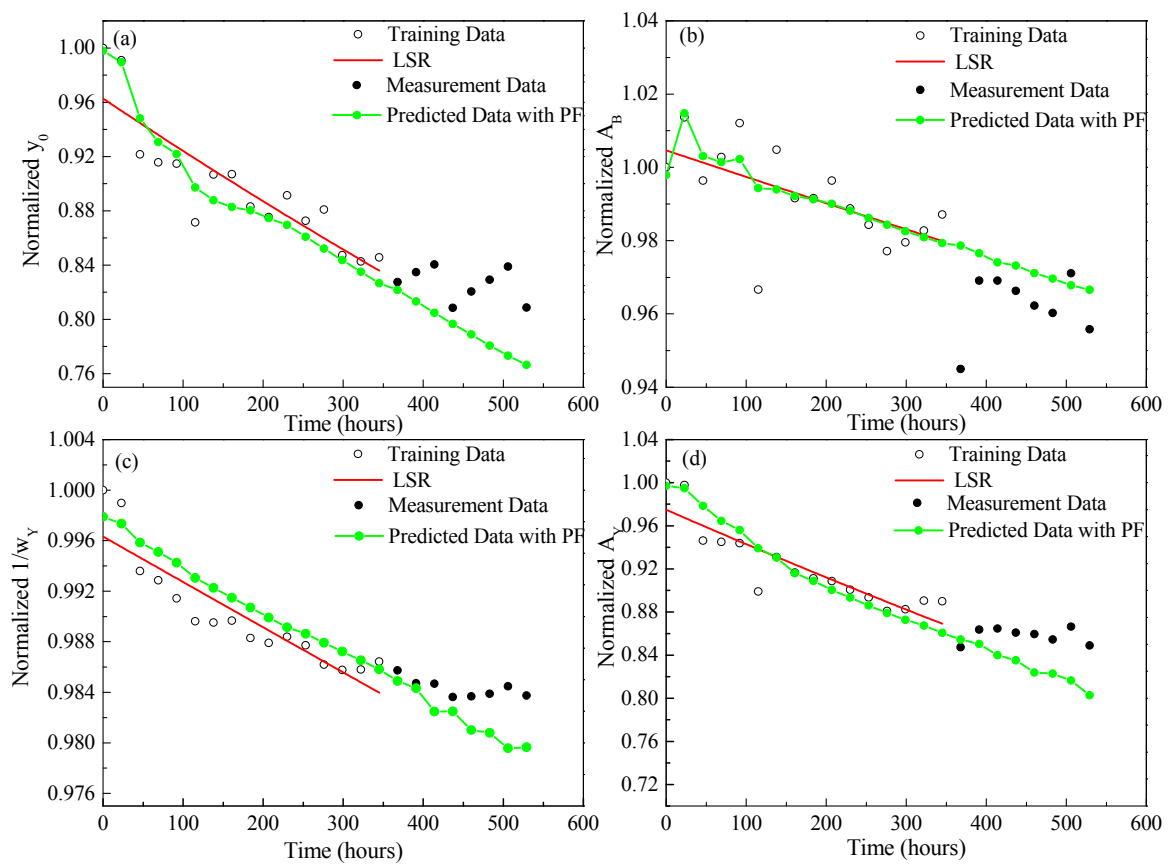 (a)
Training Data
LSR
Measurement Data
Predicted Data with PF
1.00
0.96
0.92
0.88
0.84
0.80
0.76
Normalized y₀
0 100 200 300 400 500 600
Time (hours)
(b)
Training Data
LSR
Measurement Data
Predicted Data with PF
1.04
1.02
1.00
0.98
0.96
0.94
Normalized A_B
0 100 200 300 400 500 600
Time (hours)
(c)
Training Data
LSR
Measurement Data
Predicted Data with PF
1.004
1.000
0.996
0.992
0.988
0.984
0.980
0.976
Normalized 1/w_Y
0 100 200 300 400 500 600
Time (hours)
(d)
Training Data
LSR
Measurement Data
Predicted Data with PF
1.00
0.96
0.92
0.88
0.84
0.80
0.76
0.72
Normalized A_Y
0 100 200 300 400 500 600
Time (hours)